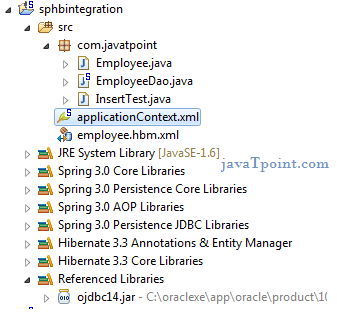 sphbintegration
src
com.javatpoint
Employee.java
EmployeeDao.java
InsertTest.java
applicationContext.xml
employee.hbm.xml
JRE System Library [JavaSE-1.6]
javaTpoint.com
Spring 3.0 Core Libraries
Spring 3.0 Persistence Core Libraries
Spring 3.0 AOP Libraries
Spring 3.0 Persistence JDBC Libraries
Hibernate 3.3 Annotations & Entity Manager
Hibernate 3.3 Core Libraries
Referenced Libraries
ojdbc14.jar - C:\oraclexe\app\oracle\product\10